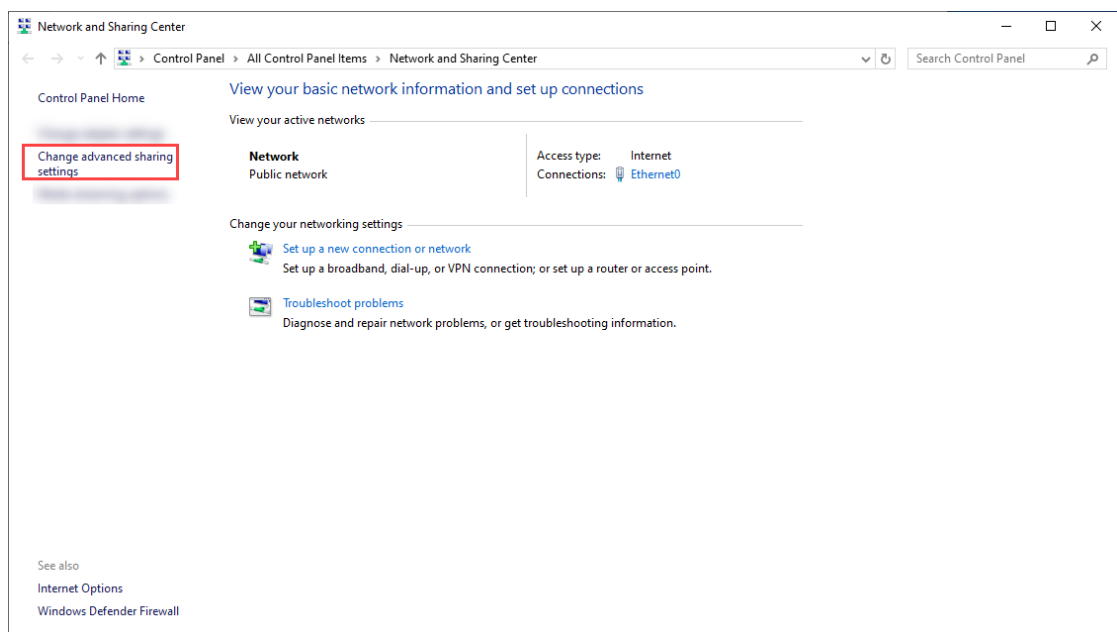 Network and Sharing Center
Control Panel > All Control Panel Items > Network and Sharing Center
Search Control Panel
Control Panel Home
Change advanced sharing
settings
View your basic network information and set up connections
View your active networks
Network
Public network
Access type: Internet
Connections: Ethernet0
Change your networking settings
Set up a new connection or network
Set up a broadband, dial-up, or VPN connection; or set up a router or access point.
Troubleshoot problems
Diagnose and repair network problems, or get troubleshooting information.
See also
Internet Options
Windows Defender Firewall